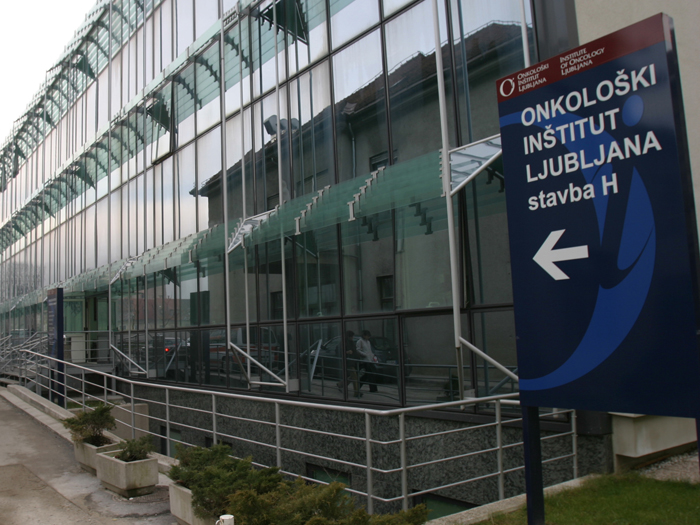 ONKOLOŠKI
INŠTITUT
LJUBLJANA
INSTITUTE
OF ONCOLOGY
LJUBLJANA
ONKOLOŠKI
INŠTITUT
LJUBLJANA
stavba H